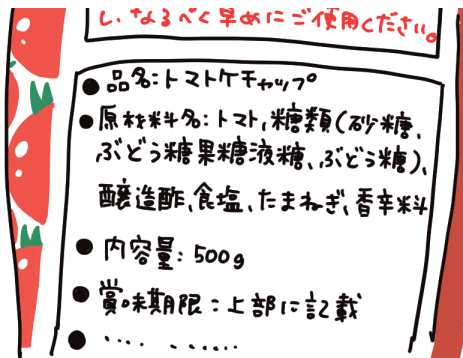 し、なるべく早めにご使用ください。
●品名:トマトケチャップ
●原材料名:トマト,糖類(砂糖、
ぶどう糖果糖液糖、ぶどう糖)、
醸造酢、食塩、たまねぎ、香辛料
●内容量:500g
●賞味期限:上部に記載
●‥‥ ‥‥‥